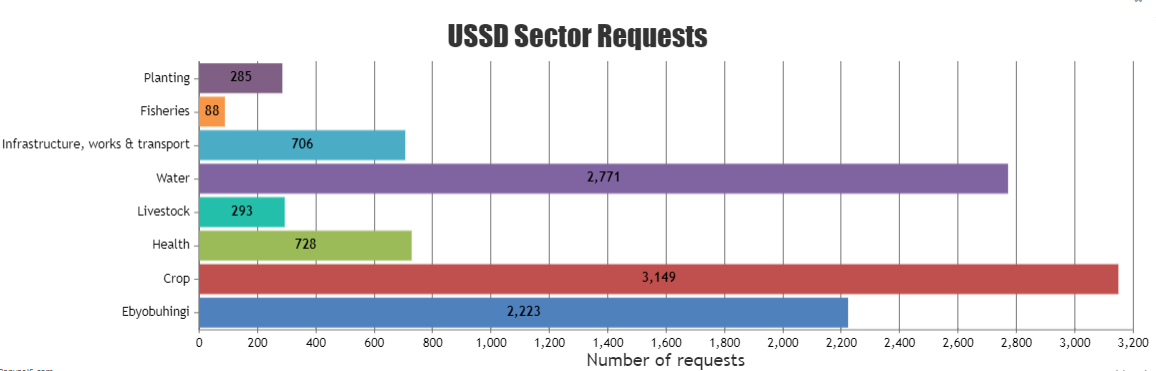 USSD Sector Requests
Planting 285
Fisheries 88
Infrastructure, works & transport 706
Water 2,771
Livestock 293
Health 728
Crop 3,149
Ebyobuhingi 2,223
0 200 400 600 800 1,000 1,200 1,400 1,600 1,800 2,000 2,200 2,400 2,600 2,800 3,000 3,200
Number of requests